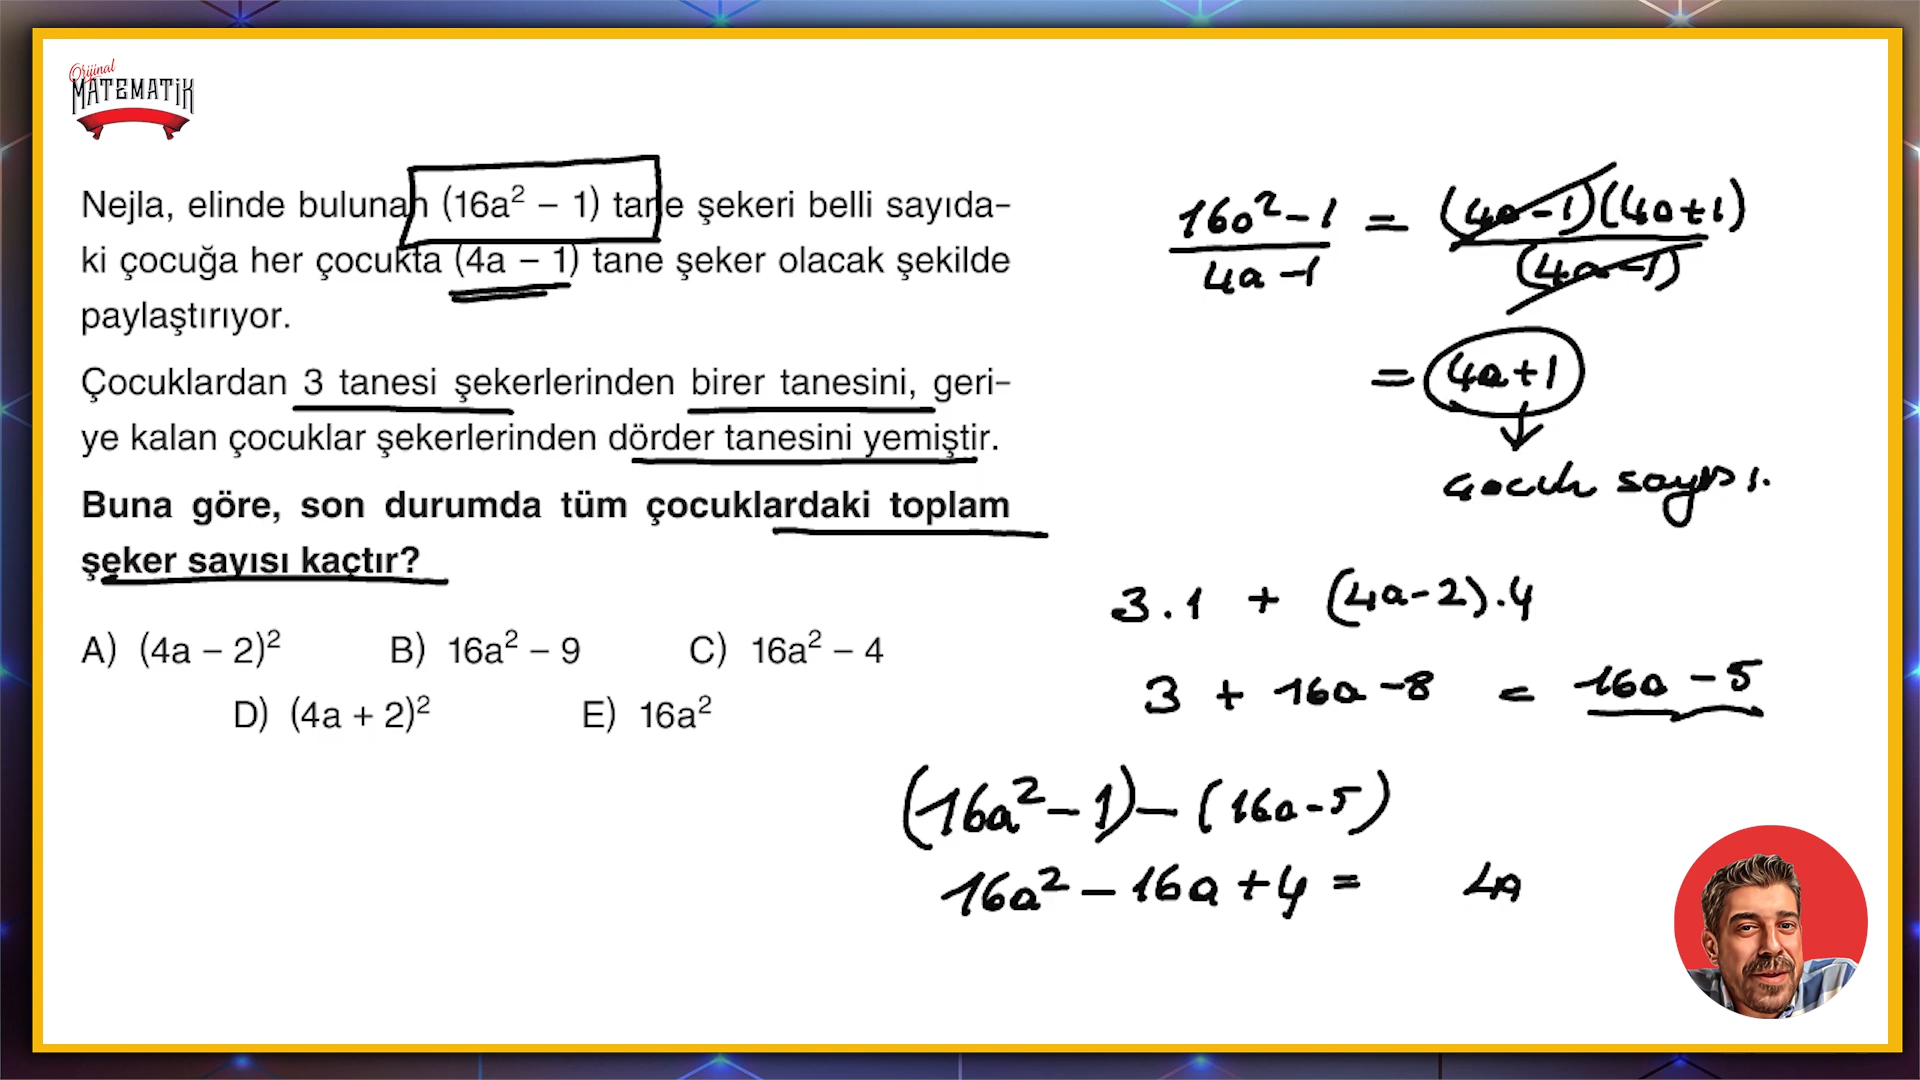 Orijinal
MATEMATİK
Nejla, elinde bulunan (16a² – 1) tane şekeri belli sayıda-
ki çocuğa her çocukta (4a – 1) tane şeker olacak şekilde
paylaştırıyor.
Çocuklardan 3 tanesi şekerlerinden birer tanesini, geri-
ye kalan çocuklar şekerlerinden dörder tanesini yemiştir.
Buna göre, son durumda tüm çocuklardaki toplam
şeker sayısı kaçtır?
A) (4a – 2)² B) 16a² – 9 C) 16a² – 4
D) (4a + 2)² E) 16a²
16a²-1 / 4a-1 = (4a-1)(4a+1) / (4a-1)
= 4a+1
çocuk sayısı.
3.1 + (4a-2).4
3 + 16a-8 = 16a-5
(16a²-1)-(16a-5)
16a²-16a+4=